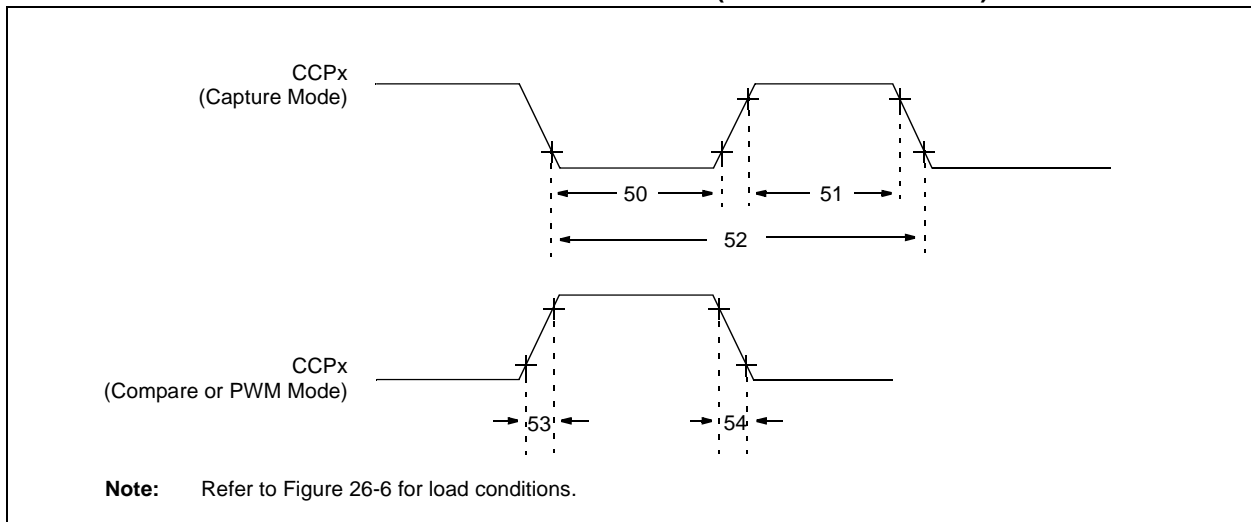 CCPx
(Capture Mode)
50
51
52
CCPx
(Compare or PWM Mode)
53
54
Note: Refer to Figure 26-6 for load conditions.